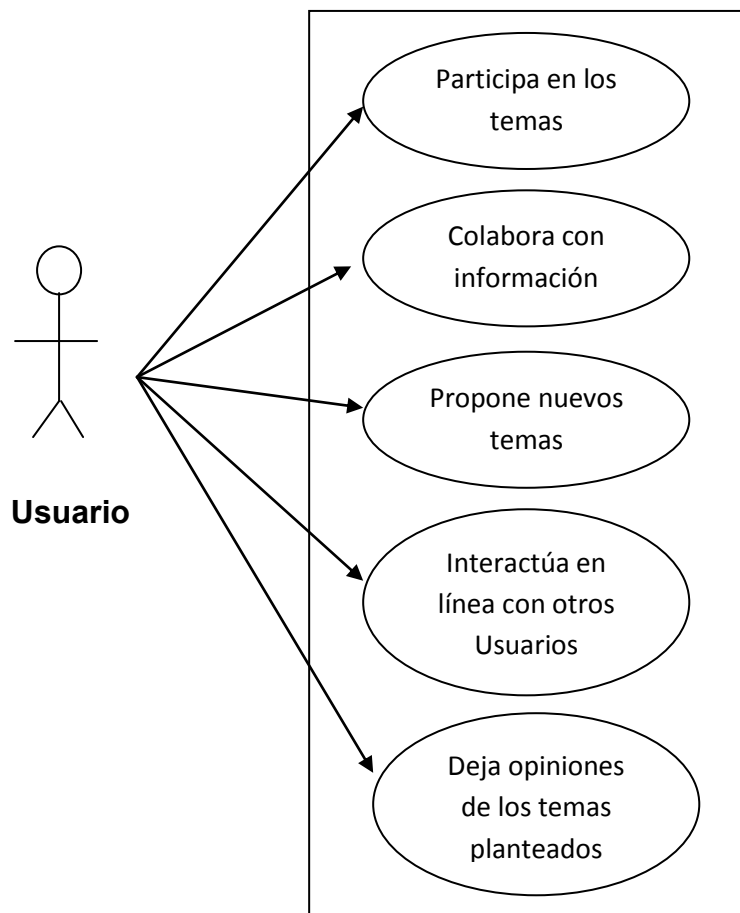 Participa en los
temas
Colabora con
información
Propone nuevos
temas
Usuario
Interactúa en
línea con otros
Usuarios
Deja opiniones
de los temas
planteados